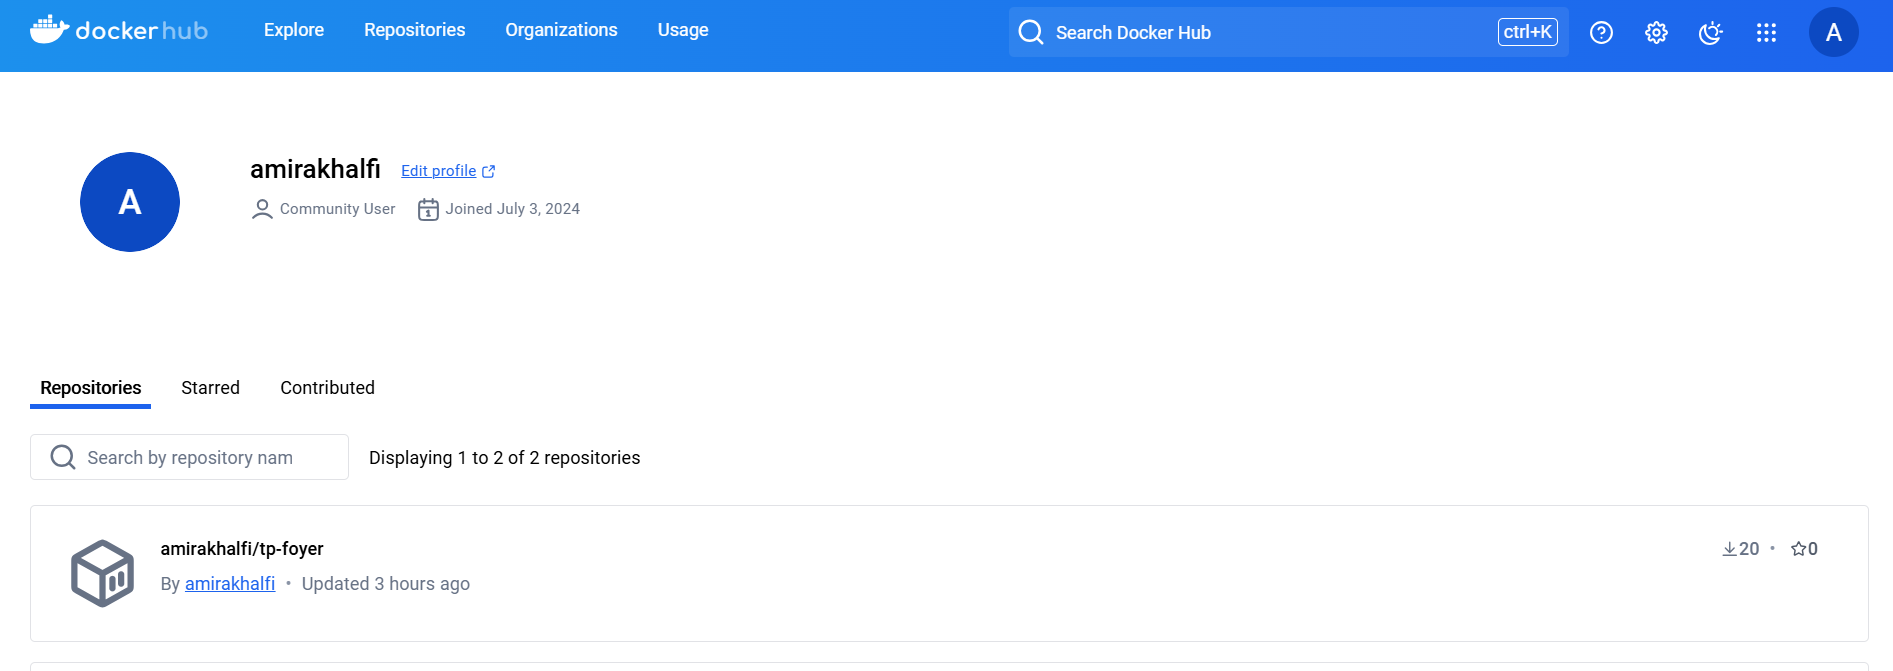 docker hub Explore Repositories Organizations Usage Search Docker Hub ctrl+K A
A
amirakhalfi Edit profile
Community User Joined July 3, 2024
Repositories Starred Contributed
Search by repository nam Displaying 1 to 2 of 2 repositories
amirakhalfi/tp-foyer 20 • 0
By amirakhalfi • Updated 3 hours ago